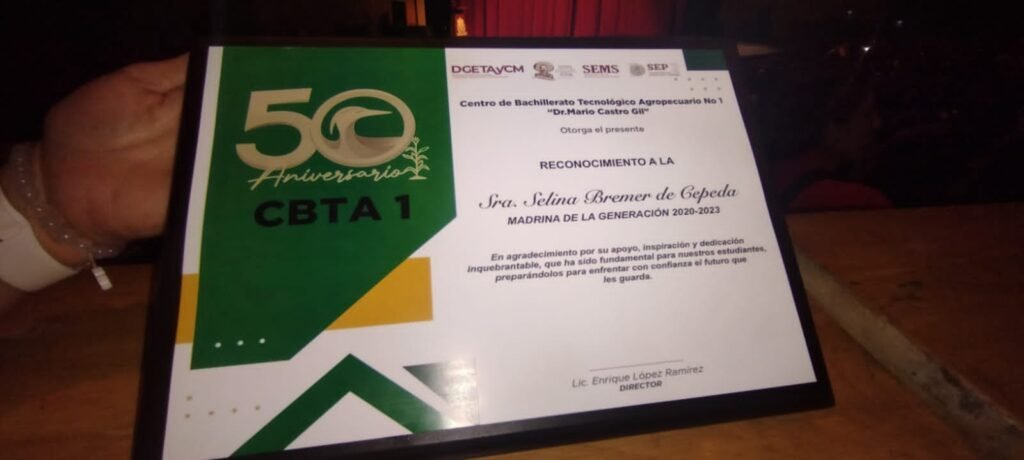 50
Aniversario
CBTA 1
DGETAYCM
SEMS
SEP
Centro de Bachillerato Tecnológico Agropecuario No 1
"Dr.Mario Castro Gil"
Otorga el presente
RECONOCIMIENTO A LA
Sra. Selina Bremer de Cepeda
MADRINA DE LA GENERACIÓN 2020-2023
En agradecimiento por su apoyo, inspiración y dedicación
inquebrantable, que ha sido fundamental para nuestros estudiantes,
preparándolos para enfrentar con confianza el futuro que
les guarda.
Lic. Enrique López Ramírez
DIRECTOR